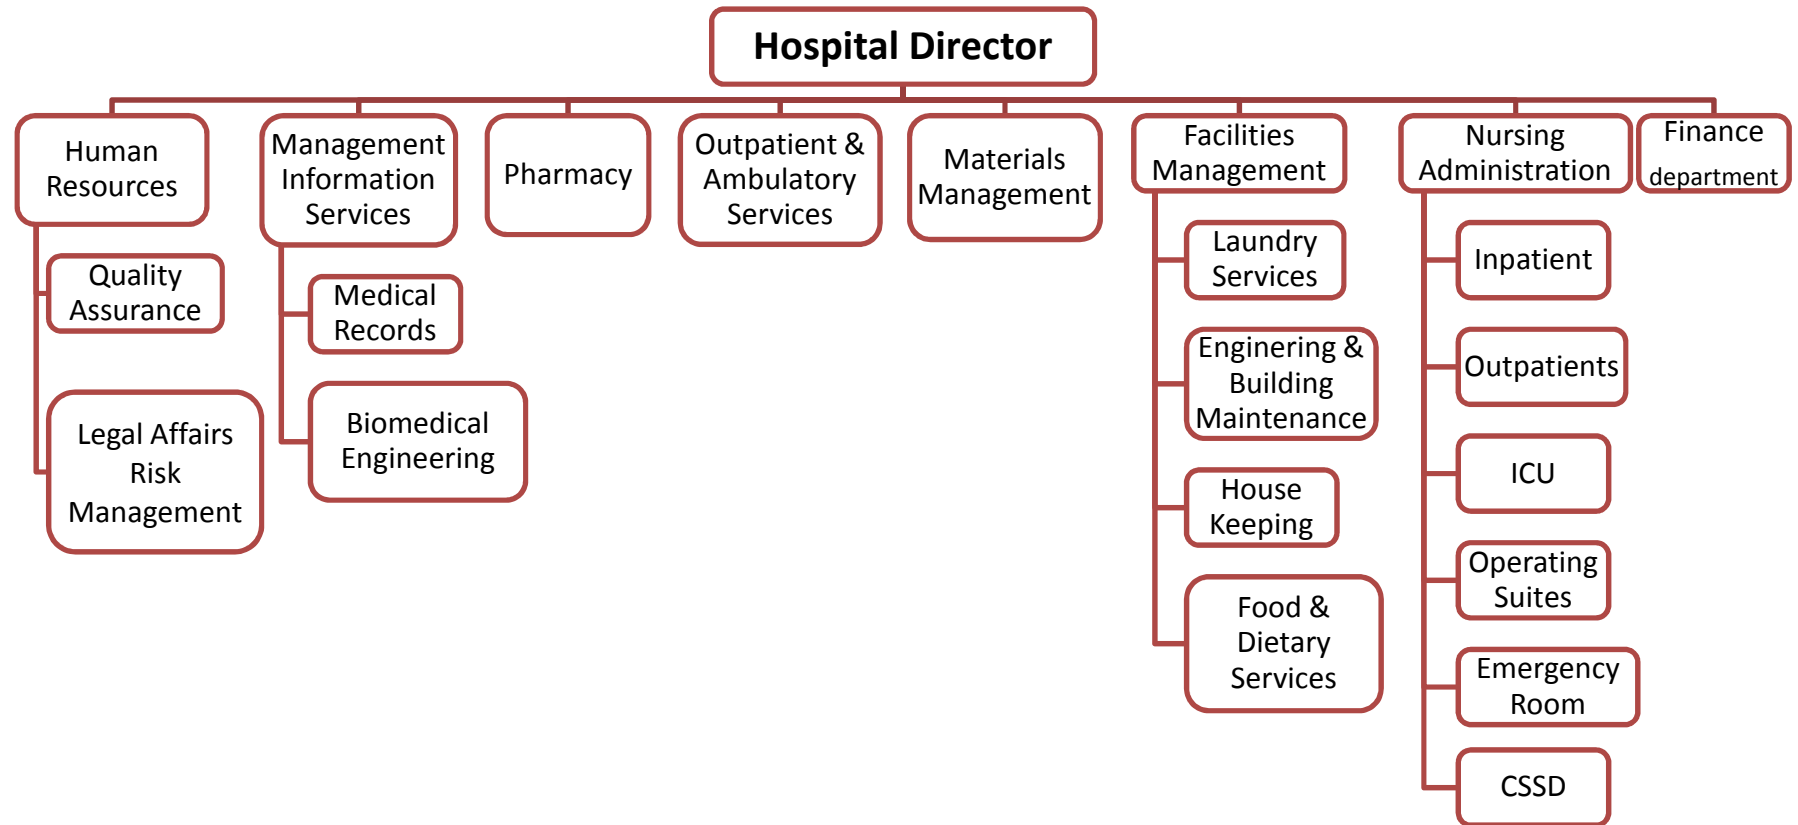 Hospital Director
Human
Resources
Management
Information
Services
Pharmacy
Outpatient &
Ambulatory
Services
Materials
Management
Facilities
Management
Nursing
Administration
Finance
department
Quality
Assurance
Legal Affairs
Risk
Management
Medical
Records
Biomedical
Engineering
Laundry
Services
Enginering &
Building
Maintenance
House
Keeping
Food &
Dietary
Services
Inpatient
Outpatients
ICU
Operating
Suites
Emergency
Room
CSSD